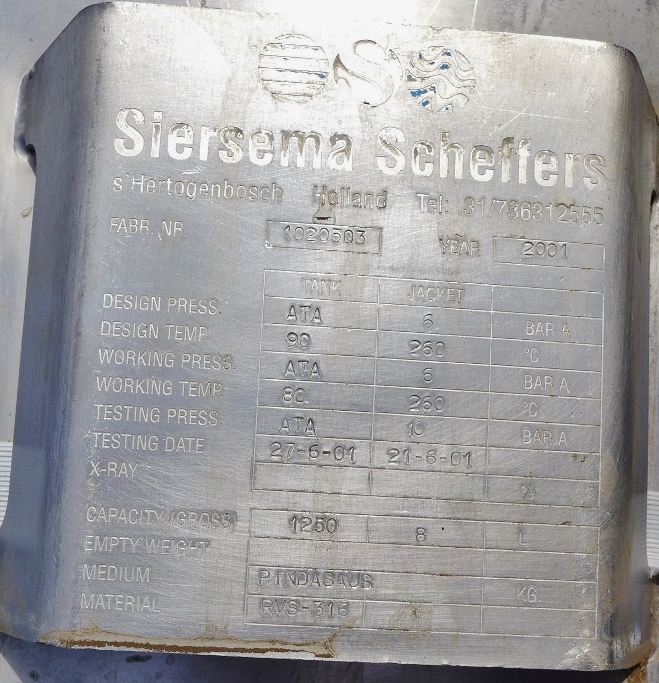 Siersema Scheffers
s'Hertogenbosch Holland Tel: 31/736312555
FABR. NR. 1020503 YEAR 2001
TANK JACKET
DESIGN PRESS. ATA 6 BAR A
DESIGN TEMP 90 260 °C
WORKING PRESS ATA 6 BAR A
WORKING TEMP. 80. 260 °C
TESTING PRESS ATA 10 BAR.A
TESTING DATE 27-6-01 21-6-01
X-RAY %
CAPACITY (GROSS) 1250 8 L
EMPTY WEIGHT KG.
MEDIUM PINDASAUS
MATERIAL RVS-316